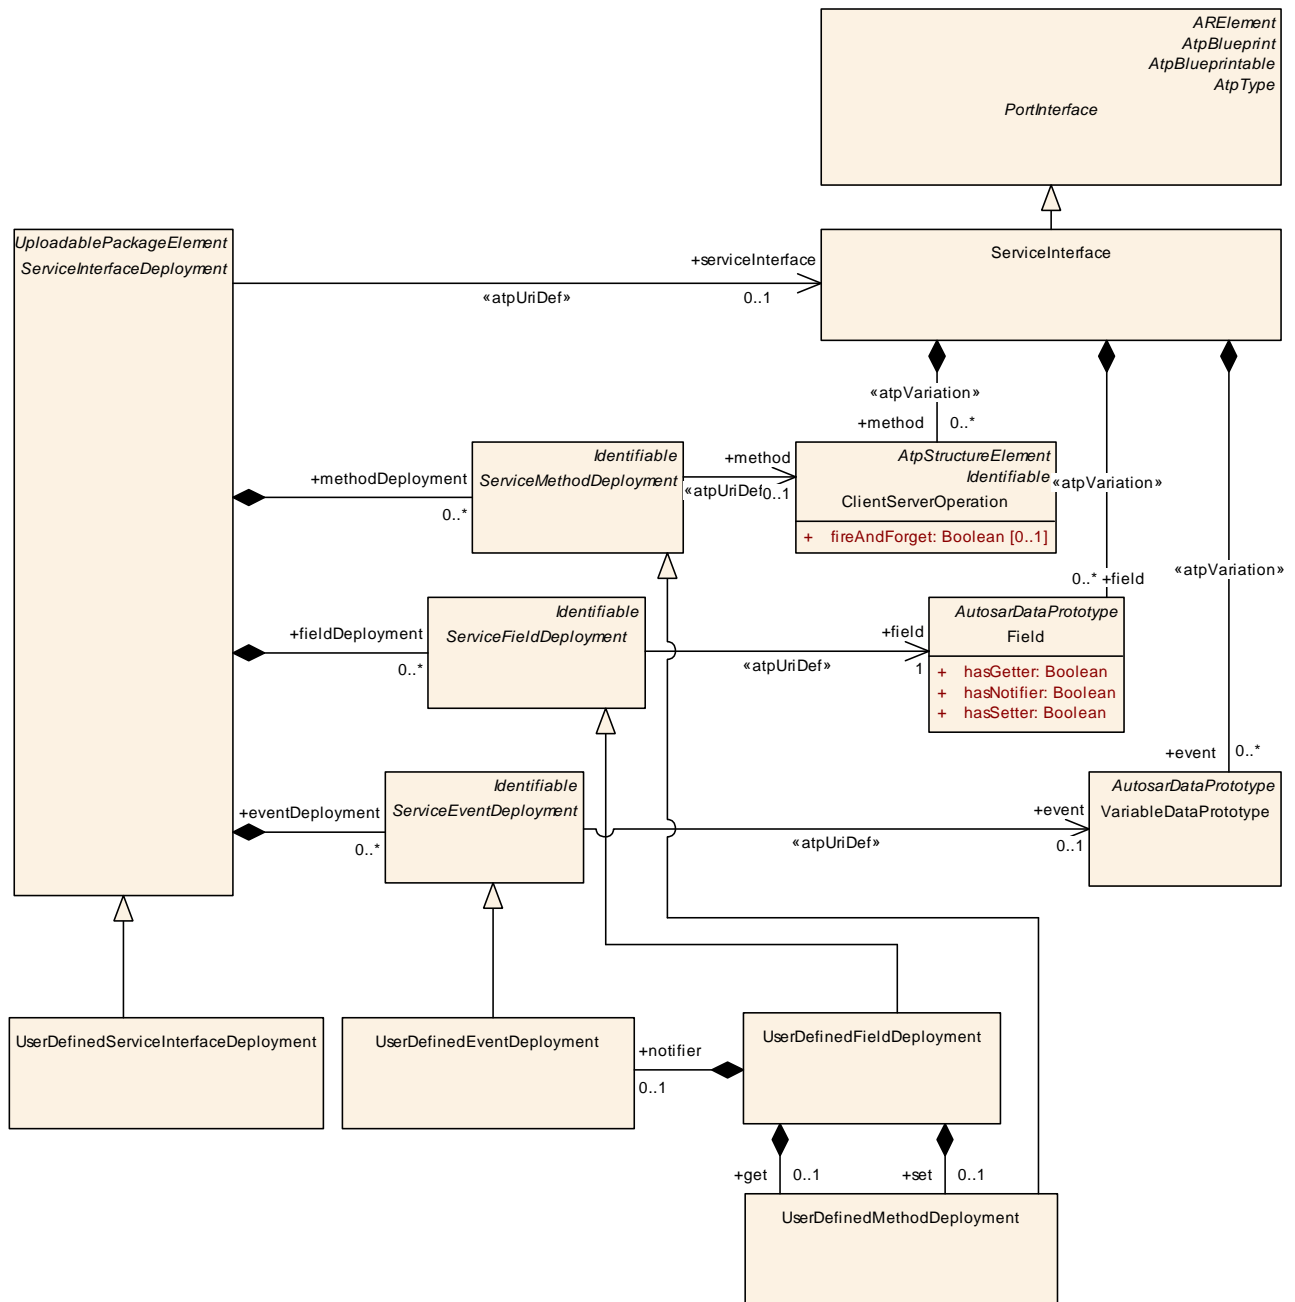 ARElement
AtpBlueprint
AtpBlueprintable
AtpType
PortInterface
UploadablePackageElement
ServiceInterfaceDeployment
+serviceInterface
«atpUriDef»
0..1
ServiceInterface
«atpVariation»
+method
0..*
+methodDeployment
0..*
Identifiable
ServiceMethodDeployment
+method
«atpUriDef»
0..1
AtpStructureElement
Identifiable
ClientServerOperation
+ fireAndForget: Boolean [0..1]
«atpVariation»
0..* +field
«atpVariation»
+event
0..*
+fieldDeployment
0..*
Identifiable
ServiceFieldDeployment
+field
«atpUriDef»
1
AutosarDataPrototype
Field
+ hasGetter: Boolean
+ hasNotifier: Boolean
+ hasSetter: Boolean
+eventDeployment
0..*
Identifiable
ServiceEventDeployment
+event
«atpUriDef»
0..1
AutosarDataPrototype
VariableDataPrototype
UserDefinedServiceInterfaceDeployment
UserDefinedEventDeployment
+notifier
0..1
UserDefinedFieldDeployment
+get
0..1
+set
0..1
UserDefinedMethodDeployment